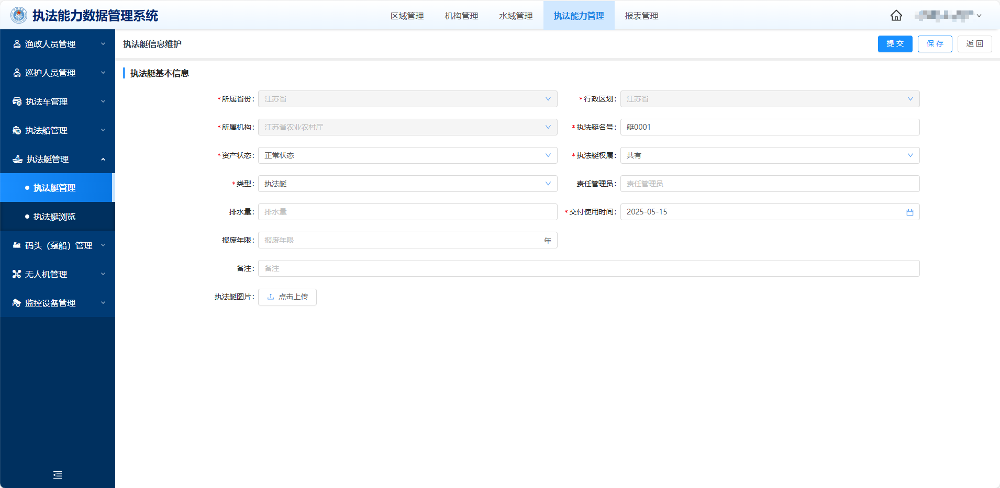 执法能力数据管理系统
区域管理 机构管理 水域管理 执法能力管理 报表管理
渔政人员管理
巡护人员管理
执法车管理
执法船管理
执法艇管理
执法艇管理
执法艇浏览
码头（趸船）管理
无人机管理
监控设备管理
执法艇信息维护
提 交 保 存 返 回
执法艇基本信息
*所属省份: 江苏省 *行政区划: 江苏省
*所属机构: 江苏省农业农村厅 *执法艇名号: 艇0001
*资产状态: 正常状态 *执法艇权属: 共有
*类型: 执法艇 责任管理员: 责任管理员
排水量: 排水量 *交付使用时间: 2025-05-15
报废年限: 报废年限 年
备注: 备注
执法艇图片: 点击上传